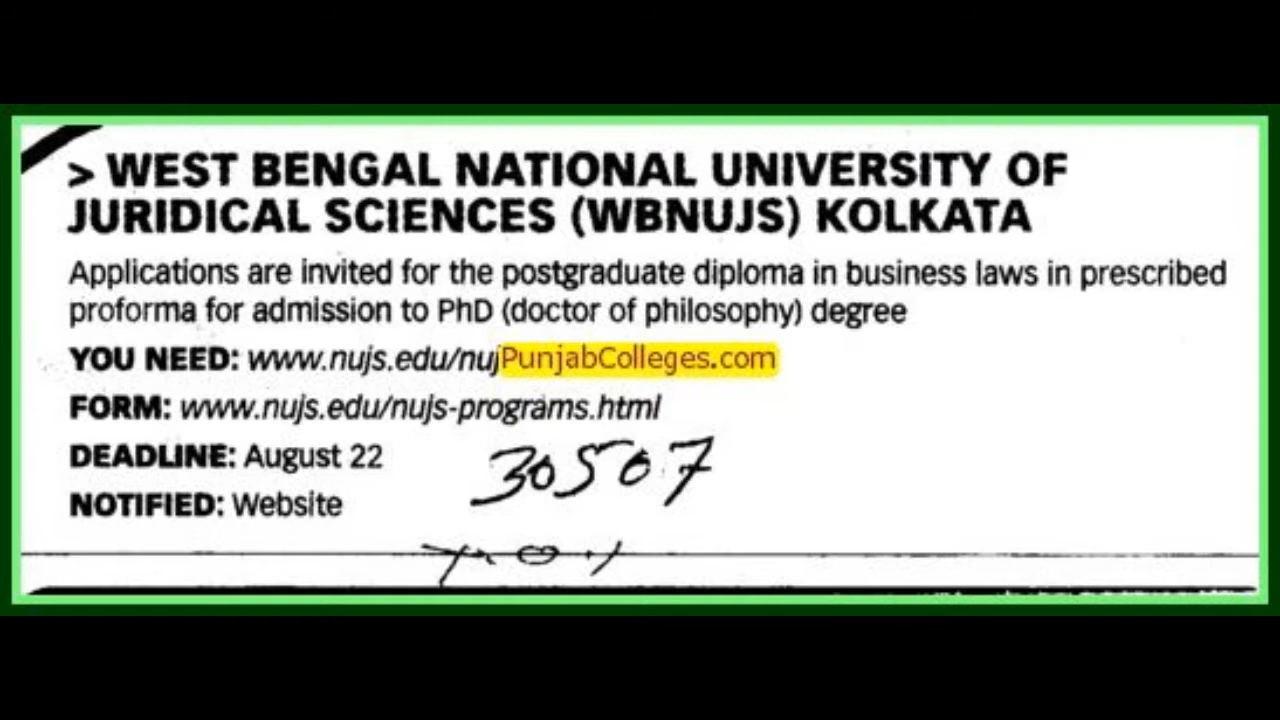 > WEST BENGAL NATIONAL UNIVERSITY OF
JURIDICAL SCIENCES (WBNUJS) KOLKATA
Applications are invited for the postgraduate diploma in business laws in prescribed
proforma for admission to PhD (doctor of philosophy) degree
YOU NEED: www.nujs.edu/nujPunjabColleges.com
FORM: www.nujs.edu/nujs-programs.html
DEADLINE: August 22
30507
NOTIFIED: Website